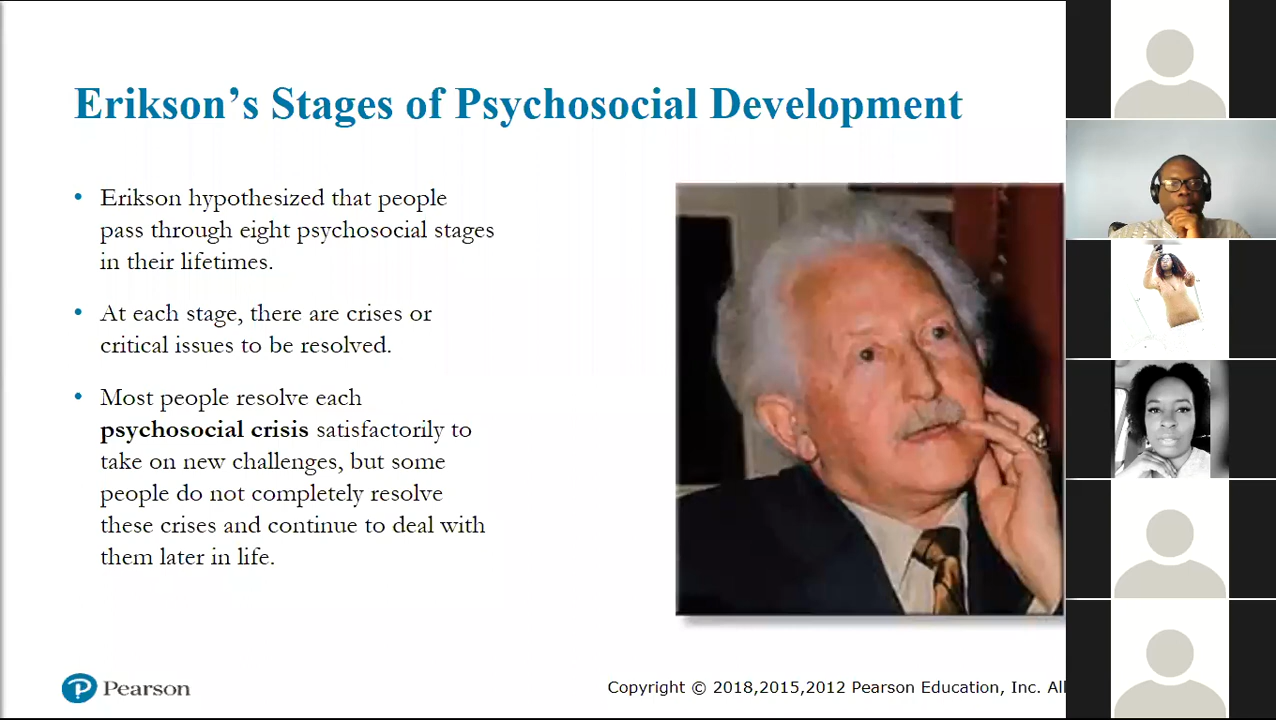 Erikson’s Stages of Psychosocial Development
• Erikson hypothesized that people
pass through eight psychosocial stages
in their lifetimes.
• At each stage, there are crises or
critical issues to be resolved.
• Most people resolve each
psychosocial crisis satisfactorily to
take on new challenges, but some
people do not completely resolve
these crises and continue to deal with
them later in life.
Pearson
Copyright © 2018,2015,2012 Pearson Education, Inc. All